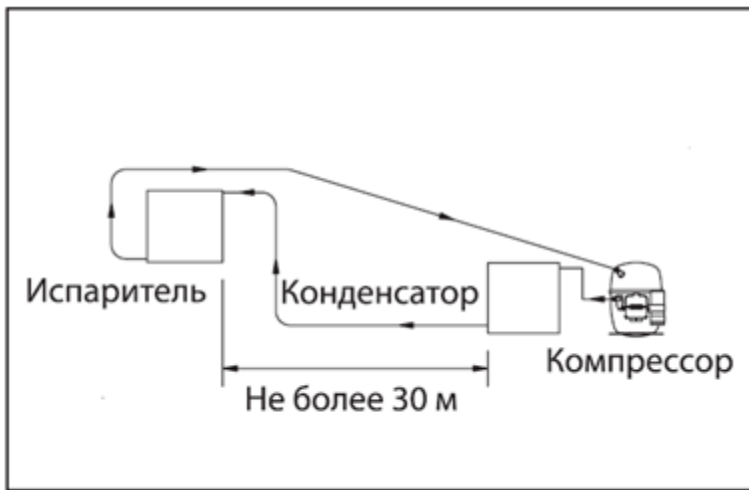 Испаритель
Конденсатор
Компрессор
Не более 30 м